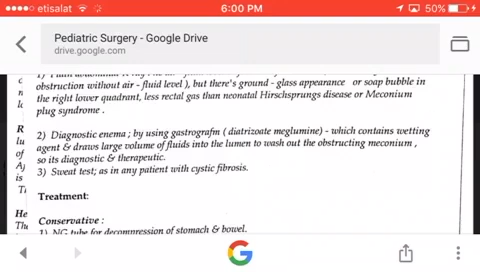 etisalat 6:00 PM 50%
Pediatric Surgery - Google Drive
drive.google.com
obstruction without air - fluid level ), but there's ground - glass appearance or soap bubble in
the right lower quadrant, less rectal gas than neonatal Hirschsprungs disease or Meconium
plug syndrome .
2) Diagnostic enema ; by using gastrografm ( diatrizoate meglumine) - which contains wetting
agent & draws large volume of fluids into the lumen to wash out the obstructing meconium ,
so its diagnostic & therapeutic.
3) Sweat test; as in any patient with cystic fibrosis.
Treatment:
Conservative :
1) NG tube for decompression of stomach & bowel.